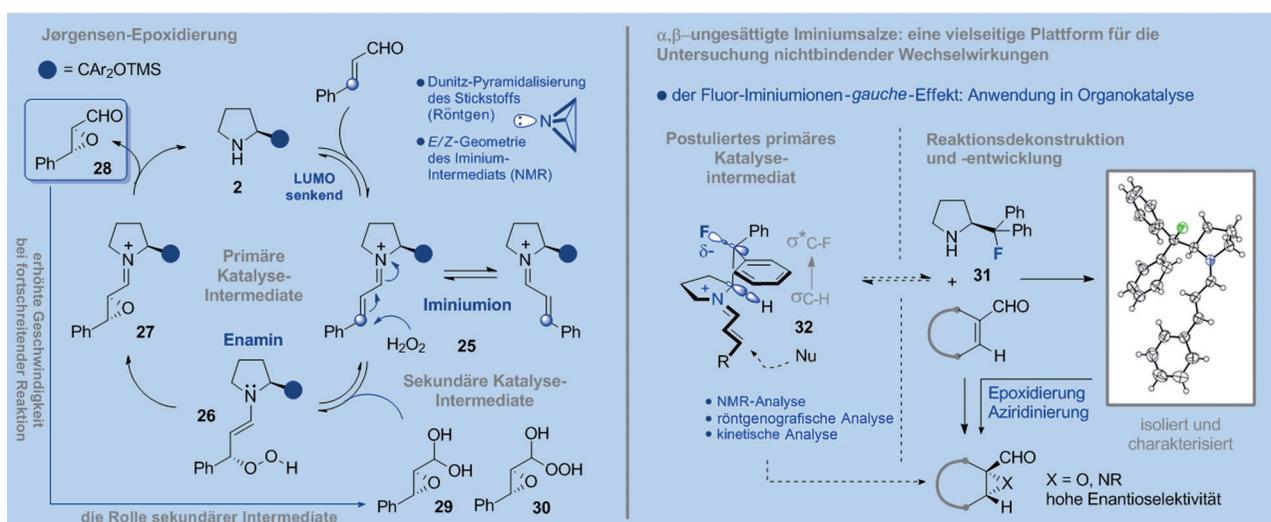 Jørgensen-Epoxidierung
= CAr₂OTMS
CHO
Ph
• Dunitz-Pyramidalisierung
des Stickstoffs
(Röntgen)
N
• E/Z-Geometrie
des Iminium-
Intermediats (NMR)
CHO
O
Ph
28
N
H
2
LUMO
senkend
+
N
O
Ph
27
Primäre
Katalyse-
Intermediate
+
N
Ph
H₂O₂
Iminiumion
25
+
N
Ph
Enamin
N
26
Ph
O
O
H
Sekundäre Katalyse-
Intermediate
OH
OH
O
Ph
29
OH
OOH
O
Ph
30
erhöhte Geschwindigkeit
bei fortschreitender Reaktion
die Rolle sekundärer Intermediate
α,β–ungesättigte Iminiumsalze: eine vielseitige Plattform für die
Untersuchung nichtbindender Wechselwirkungen
• der Fluor-Iminiumionen-gauche-Effekt: Anwendung in Organokatalyse
Postuliertes primäres
Katalyse-
intermediat
F
δ-
Ph
σ*C-F
σC-H
+
N
H
32
R
Nu
• NMR-Analyse
• röntgenografische Analyse
• kinetische Analyse
Reaktionsdekonstruktion
und -entwicklung
Ph
Ph
N
H
F
31
+
CHO
H
Epoxidierung
Aziridinierung
isoliert und
charakterisiert
CHO
X
H
X = O, NR
hohe Enantioselektivität